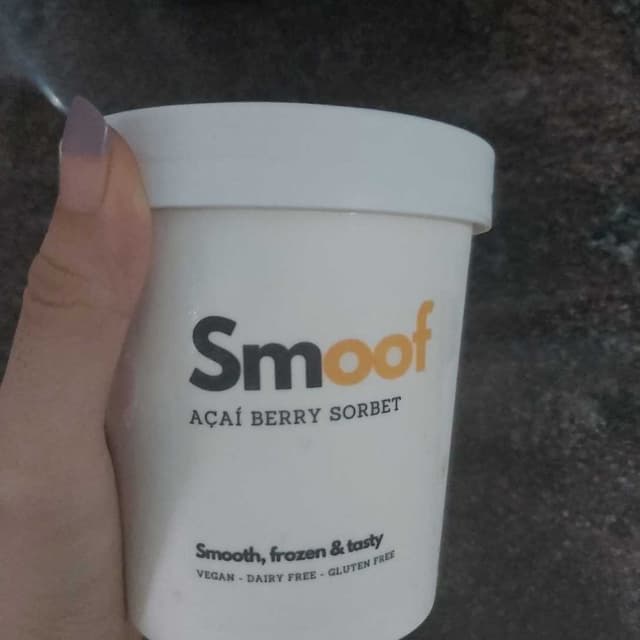 Smoof
AÇAÍ BERRY SORBET
Smooth, frozen & tasty
VEGAN - DAIRY FREE - GLUTEN FREE